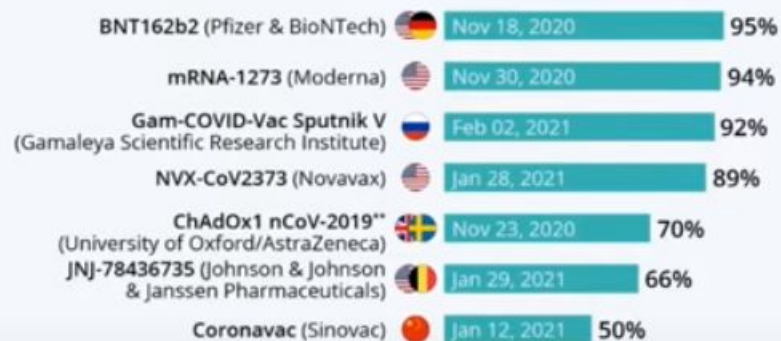 BNT162b2 (Pfizer & BioNTech) Nov 18, 2020 95%
mRNA-1273 (Moderna) Nov 30, 2020 94%
Gam-COVID-Vac Sputnik V
(Gamaleya Scientific Research Institute) Feb 02, 2021 92%
NVX-CoV2373 (Novavax) Jan 28, 2021 89%
ChAdOx1 nCoV-2019**
(University of Oxford/AstraZeneca) Nov 23, 2020 70%
JNJ-78436735 (Johnson & Johnson
& Janssen Pharmaceuticals) Jan 29, 2021 66%
Coronavac (Sinovac) Jan 12, 2021 50%